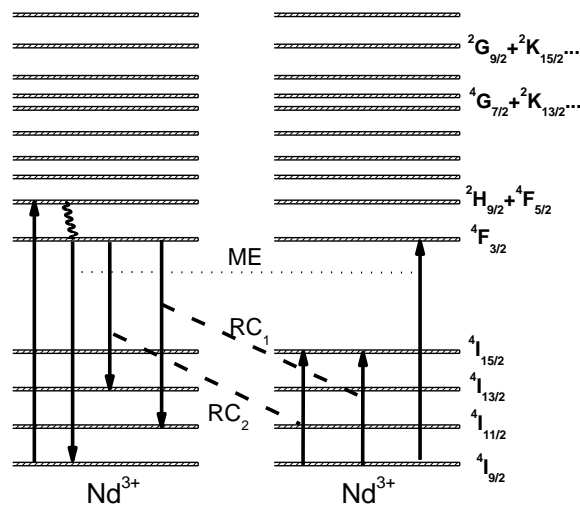 ²G₉/₂+²K₁₅/₂...
⁴G₇/₂+²K₁₃/₂...
²H₉/₂+⁴F₅/₂
⁴F₃/₂
ME
RC₁
⁴I₁₅/₂
⁴I₁₃/₂
RC₂
⁴I₁₁/₂
⁴I₉/₂
Nd³⁺ Nd³⁺